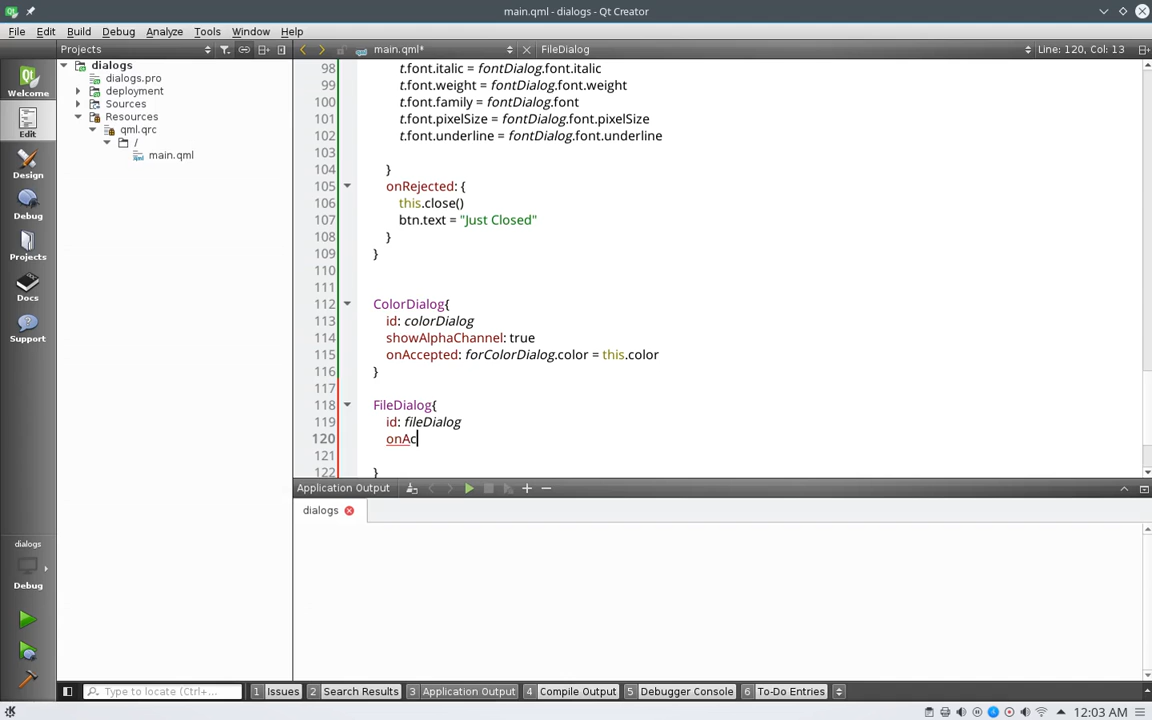 main.qml - dialogs - Qt Creator
File Edit Build Debug Analyze Tools Window Help
Projects main.qml* FileDialog Line: 120, Col: 13
Welcome
Edit
Design
Debug
Projects
Docs
Support
dialogs
Debug
dialogs
dialogs.pro
deployment
Sources
Resources
qml.qrc
/
main.qml
98 t.font.italic = fontDialog.font.italic
99 t.font.weight = fontDialog.font.weight
100 t.font.family = fontDialog.font
101 t.font.pixelSize = fontDialog.font.pixelSize
102 t.font.underline = fontDialog.font.underline
103
104 }
105 onRejected: {
106 this.close()
107 btn.text = "Just Closed"
108 }
109 }
110
111
112 ColorDialog{
113 id: colorDialog
114 showAlphaChannel: true
115 onAccepted: forColorDialog.color = this.color
116 }
117
118 FileDialog{
119 id: fileDialog
120 onAc
121
122 }
Application Output
dialogs
Type to locate (Ctrl+... 1 Issues 2 Search Results 3 Application Output 4 Compile Output 5 Debugger Console 6 To-Do Entries
12:03 AM